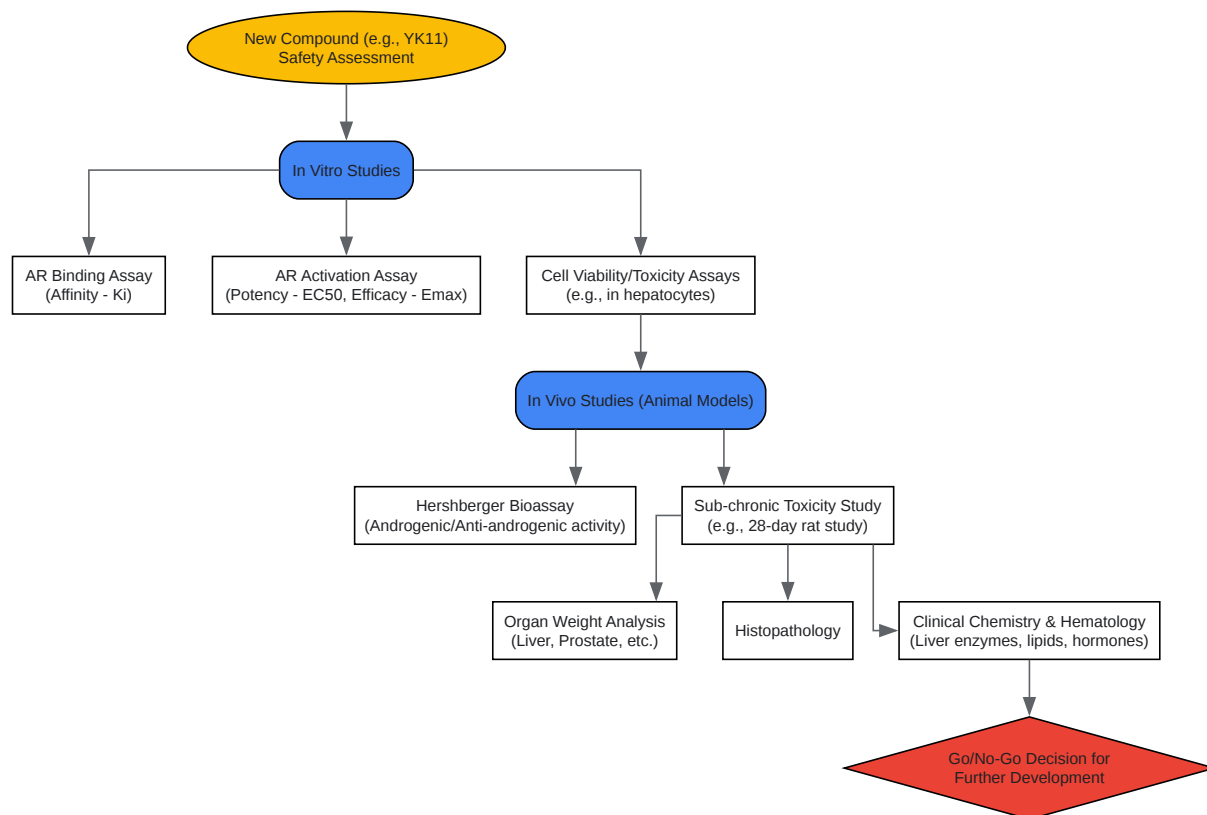 New Compound (e.g., YK11)
Safety Assessment
In Vitro Studies
AR Binding Assay
(Affinity - Ki)
AR Activation Assay
(Potency - EC50, Efficacy - Emax)
Cell Viability/Toxicity Assays
(e.g., in hepatocytes)
In Vivo Studies (Animal Models)
Hershberger Bioassay
(Androgenic/Anti-androgenic activity)
Sub-chronic Toxicity Study
(e.g., 28-day rat study)
Organ Weight Analysis
(Liver, Prostate, etc.)
Histopathology
Clinical Chemistry & Hematology
(Liver enzymes, lipids, hormones)
Go/No-Go Decision for
Further Development